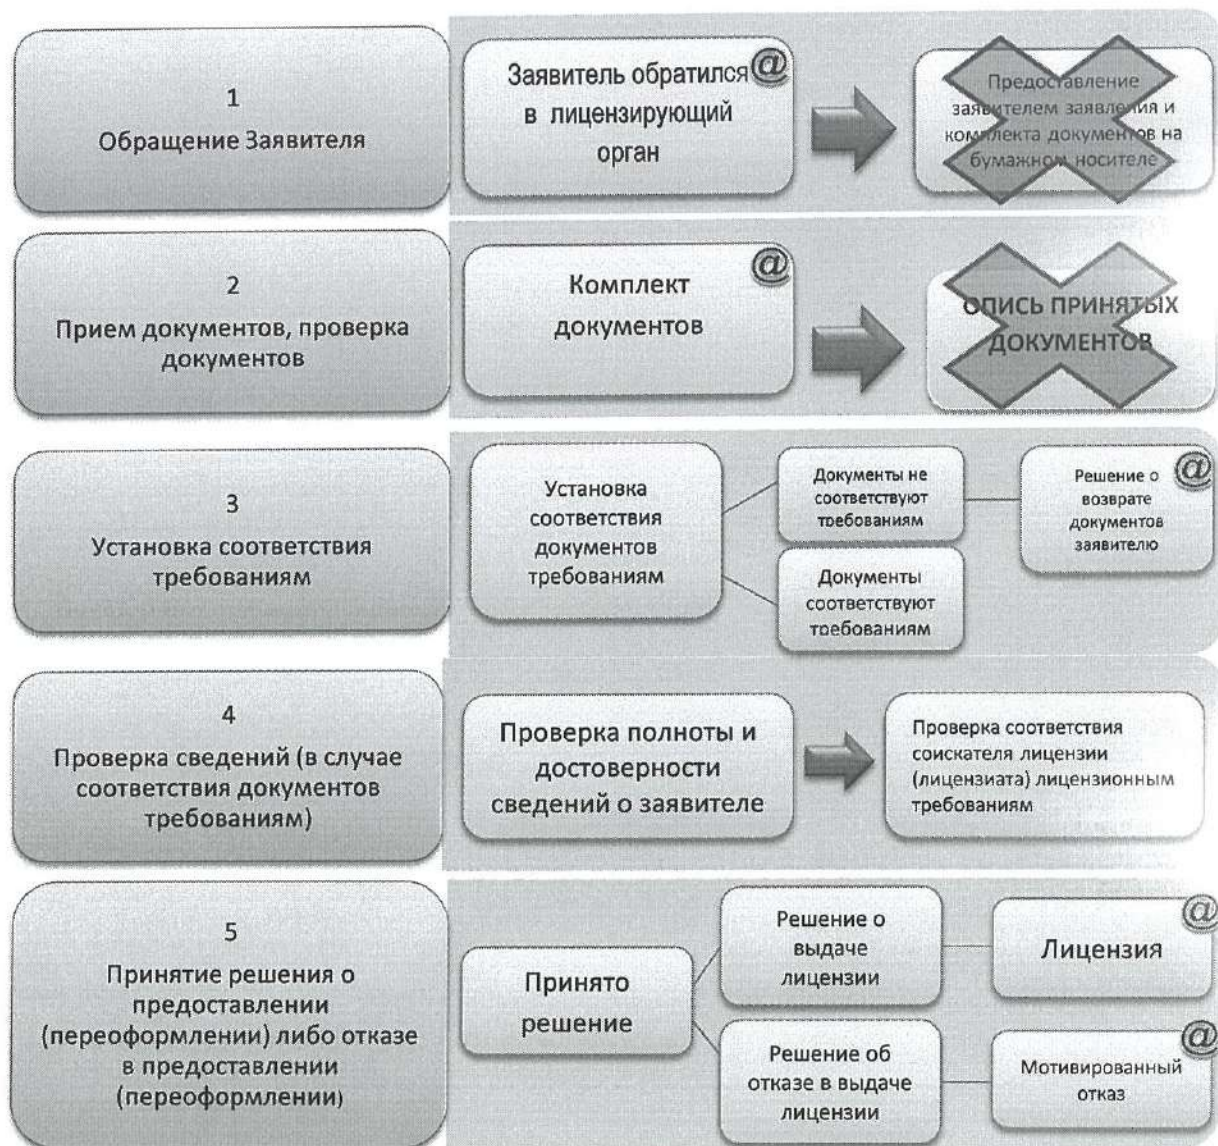 1
Обращение Заявителя
Заявитель обратился
в лицензирующий
орган
@
Предоставление
заявителем заявления и
комплекта документов на
бумажном носителе
2
Прием документов, проверка
документов
Комплект
документов
@
ОПИСЬ ПРИНЯТЫХ
ДОКУМЕНТОВ
3
Установка соответствия
требованиям
Установка
соответствия
документов
требованиям
Документы не
соответствуют
требованиям
Решение о
возврате
документов
заявителю
@
Документы
соответствуют
требованиям
4
Проверка сведений (в случае
соответствия документов
требованиям)
Проверка полноты и
достоверности
сведений о заявителе
Проверка соответствия
соискателя лицензии
(лицензиата) лицензионным
требованиям
5
Принятие решения о
предоставлении
(переоформлении) либо отказе
в предоставлении
(переоформлении)
Принято
решение
Решение о
выдаче
лицензии
Лицензия
@
Решение об
отказе в выдаче
лицензии
Мотивированный
отказ
@